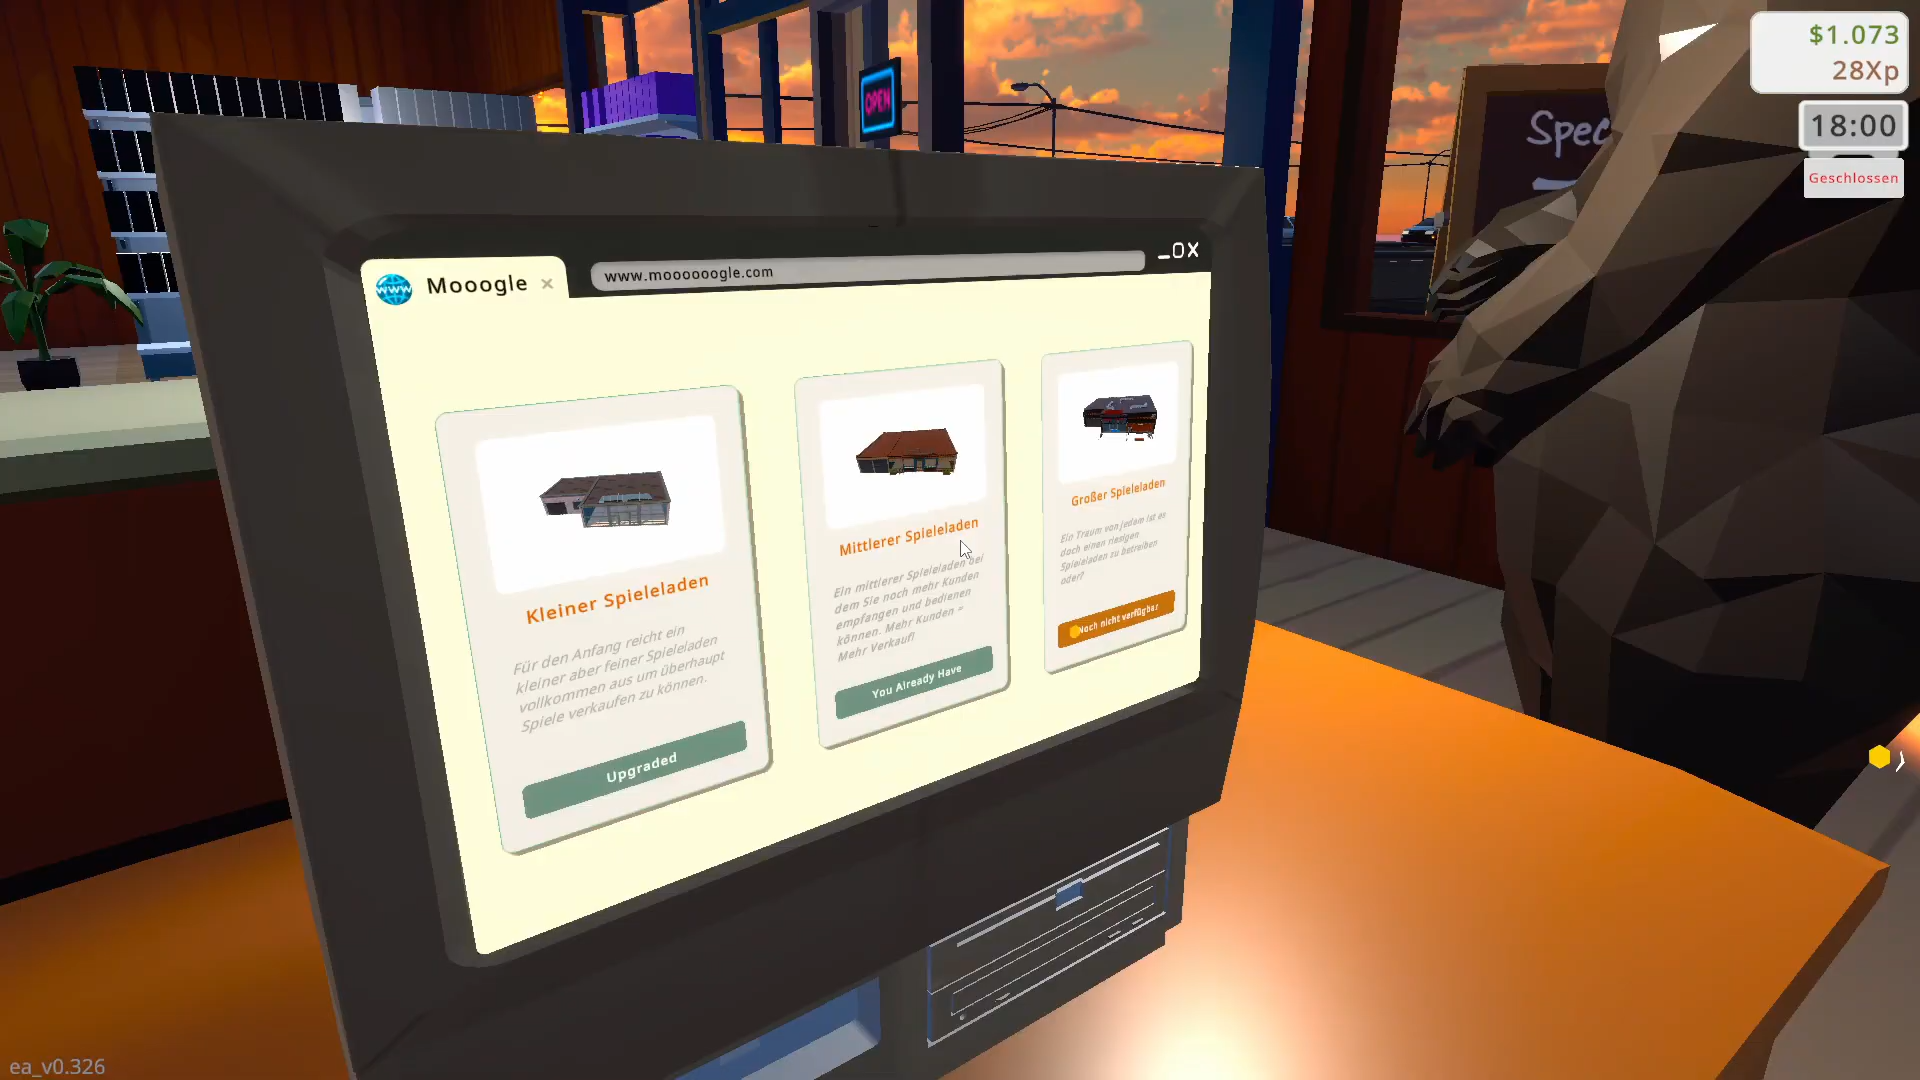 $1.073
28Xp
18:00
Geschlossen
OPEN
Spec
Mooogle ×
www.moooooogle.com
_OX
www
Kleiner Spieleladen
Für den Anfang reicht ein
kleiner aber feiner Spieleladen
vollkommen aus um überhaupt
Spiele verkaufen zu können.
Upgraded
Mittlerer Spieleladen
Ein mittlerer Spieleladen bei
dem Sie noch mehr Kunden
empfangen und bedienen
können. Mehr Kunden =
Mehr Verkauf!
You Already Have
Großer Spieleladen
Ein Traum von jedem ist es
doch einen riesigen
Spieleladen zu betreiben
oder?
Noch nicht verfügbar
ea_v0.326